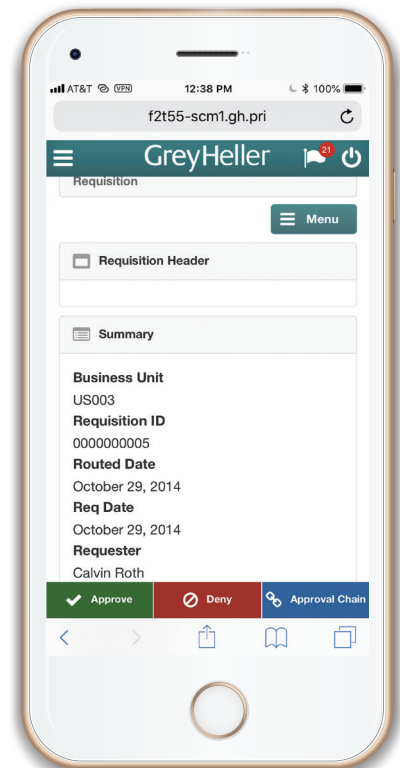 AT&T VPN 12:38 PM 100%
f2t55-scm1.gh.pri
GreyHeller 21
Requisition
Menu
Requisition Header
Summary
Business Unit
US003
Requisition ID
0000000005
Routed Date
October 29, 2014
Req Date
October 29, 2014
Requester
Calvin Roth
Approve Deny Approval Chain